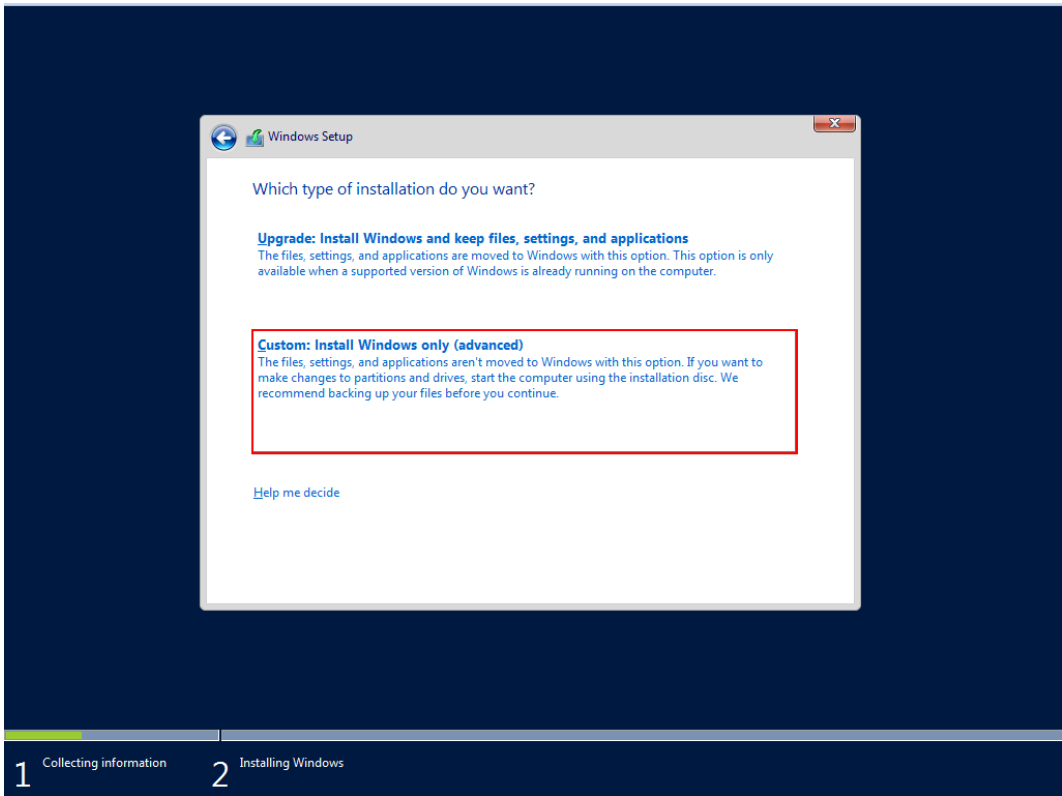 Windows Setup
Which type of installation do you want?
Upgrade: Install Windows and keep files, settings, and applications
The files, settings, and applications are moved to Windows with this option. This option is only
available when a supported version of Windows is already running on the computer.
Custom: Install Windows only (advanced)
The files, settings, and applications aren't moved to Windows with this option. If you want to
make changes to partitions and drives, start the computer using the installation disc. We
recommend backing up your files before you continue.
Help me decide
1 Collecting information 2 Installing Windows